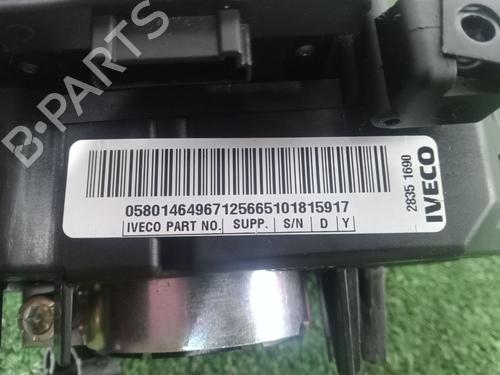 B-PARTS
05801464967125665101815917
IVECO PART NO. SUPP. S/N D Y
2835 1690
IVECO